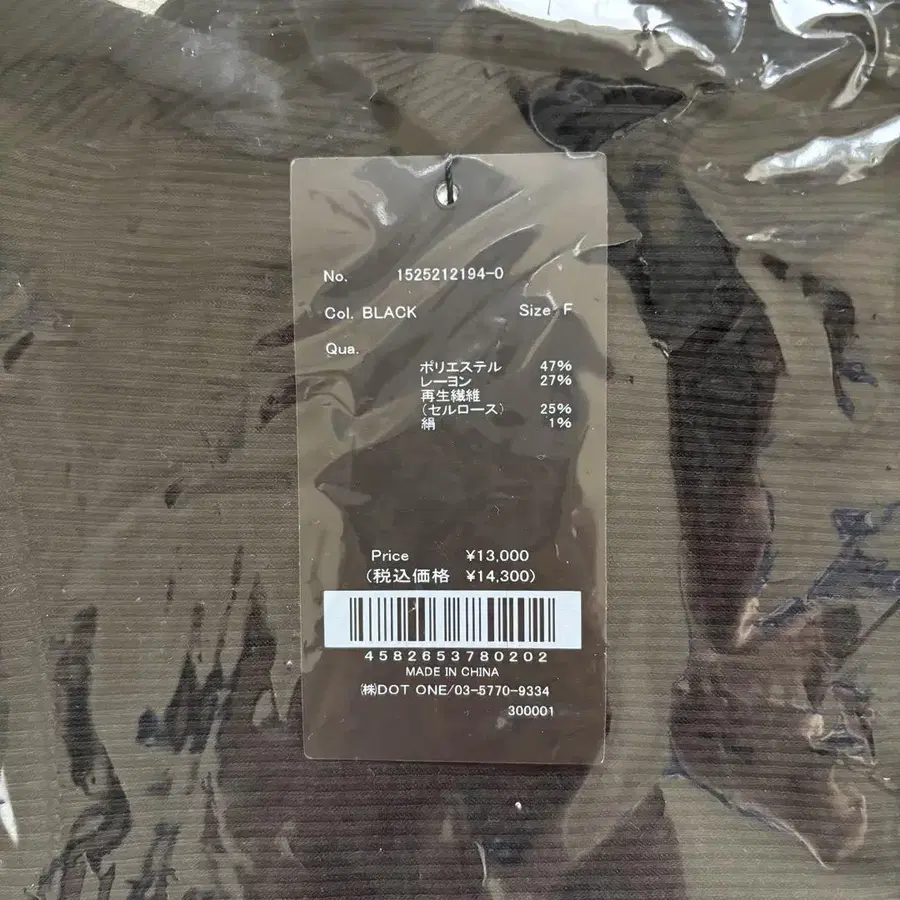 No. 1525212194-0
Col. BLACK Size F
Qua.
ポリエステル 47%
レーヨン 27%
再生繊維
(セルロース) 25%
絹 1%
Price ¥13,000
(税込価格 ¥14,300)
4582653780202
MADE IN CHINA
㈱DOT ONE/03-5770-9334
300001